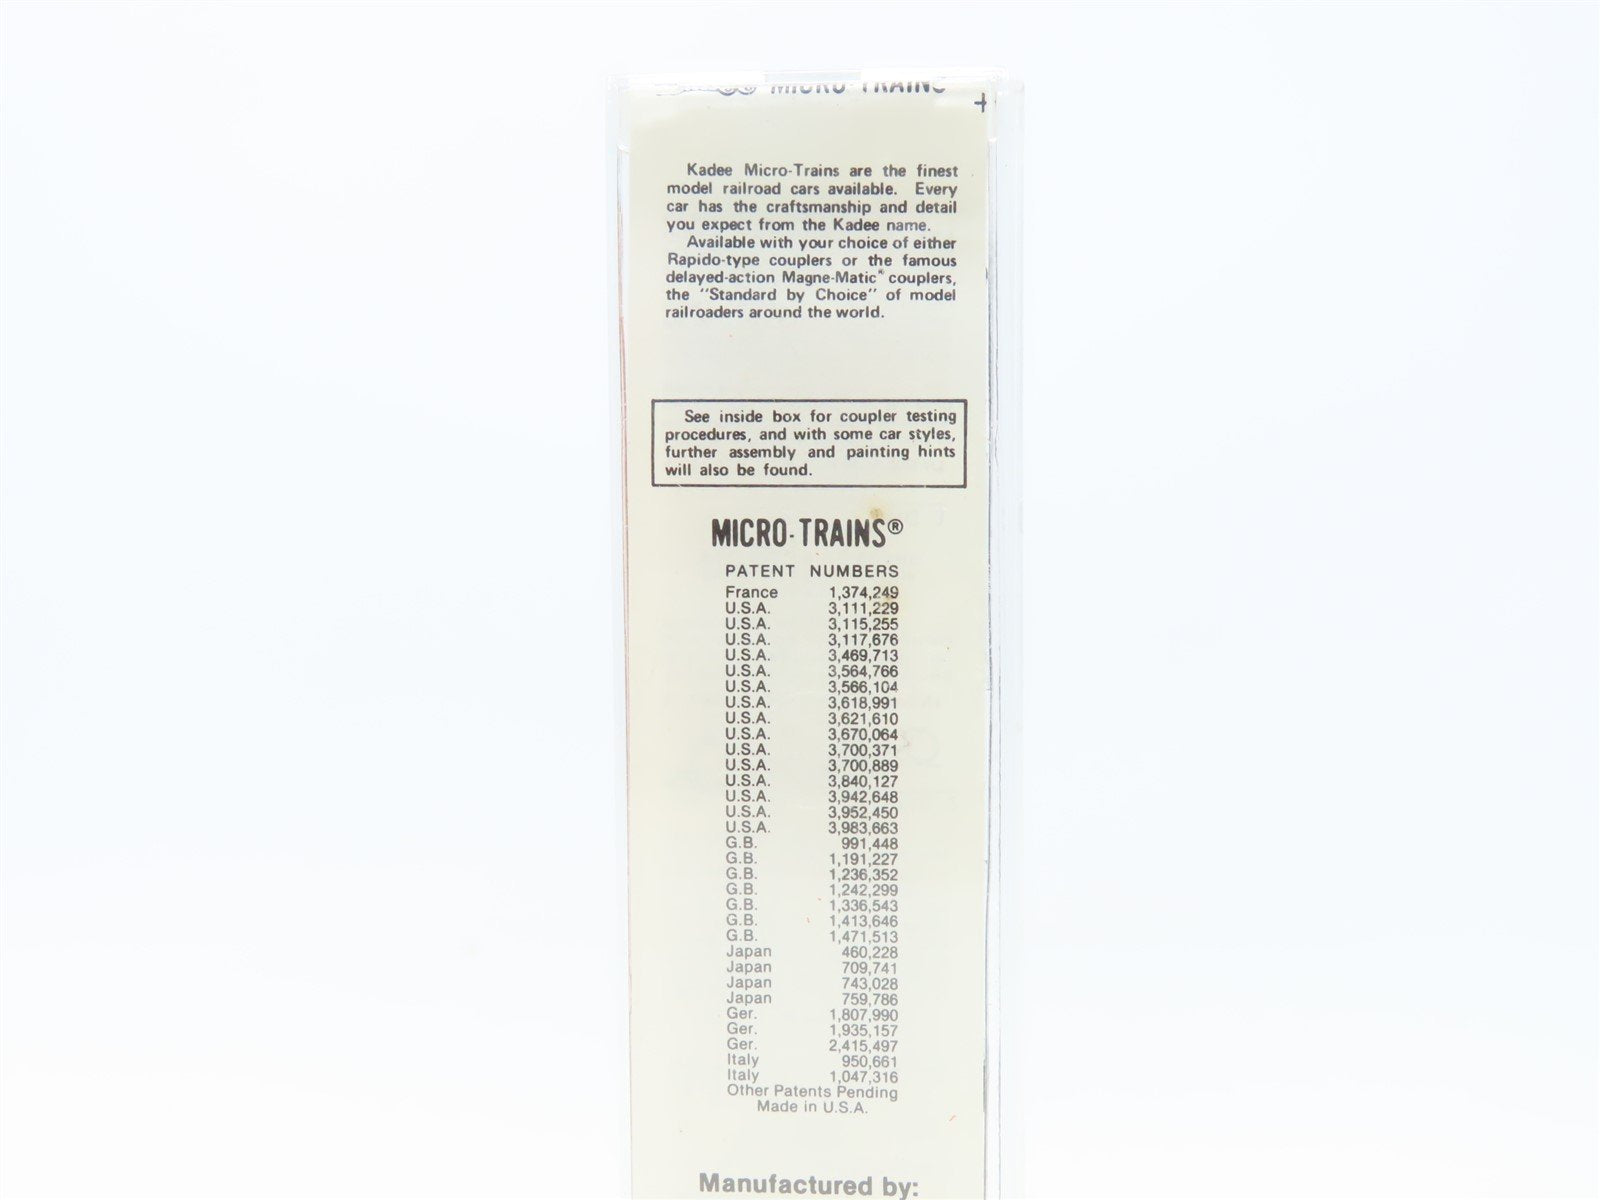 MICRO-TRAINS
Kadee Micro-Trains are the finest
model railroad cars available. Every
car has the craftsmanship and detail
you expect from the Kadee name.
Available with your choice of either
Rapido-type couplers or the famous
delayed-action Magne-Matic® couplers,
the "Standard by Choice" of model
railroaders around the world.
See inside box for coupler testing
procedures, and with some car styles,
further assembly and painting hints
will also be found.
MICRO-TRAINS®
PATENT NUMBERS
France 1,374,249
U.S.A. 3,111,229
U.S.A. 3,115,255
U.S.A. 3,117,676
U.S.A. 3,469,713
U.S.A. 3,564,766
U.S.A. 3,566,104
U.S.A. 3,618,991
U.S.A. 3,621,610
U.S.A. 3,670,064
U.S.A. 3,700,371
U.S.A. 3,700,889
U.S.A. 3,840,127
U.S.A. 3,942,648
U.S.A. 3,952,450
U.S.A. 3,983,663
G.B. 991,448
G.B. 1,191,227
G.B. 1,236,352
G.B. 1,242,299
G.B. 1,336,543
G.B. 1,413,646
G.B. 1,471,513
Japan 460,228
Japan 709,741
Japan 743,028
Japan 759,786
Ger. 1,807,990
Ger. 1,935,157
Ger. 2,415,497
Italy 950,661
Italy 1,047,316
Other Patents Pending
Made in U.S.A.
Manufactured by: